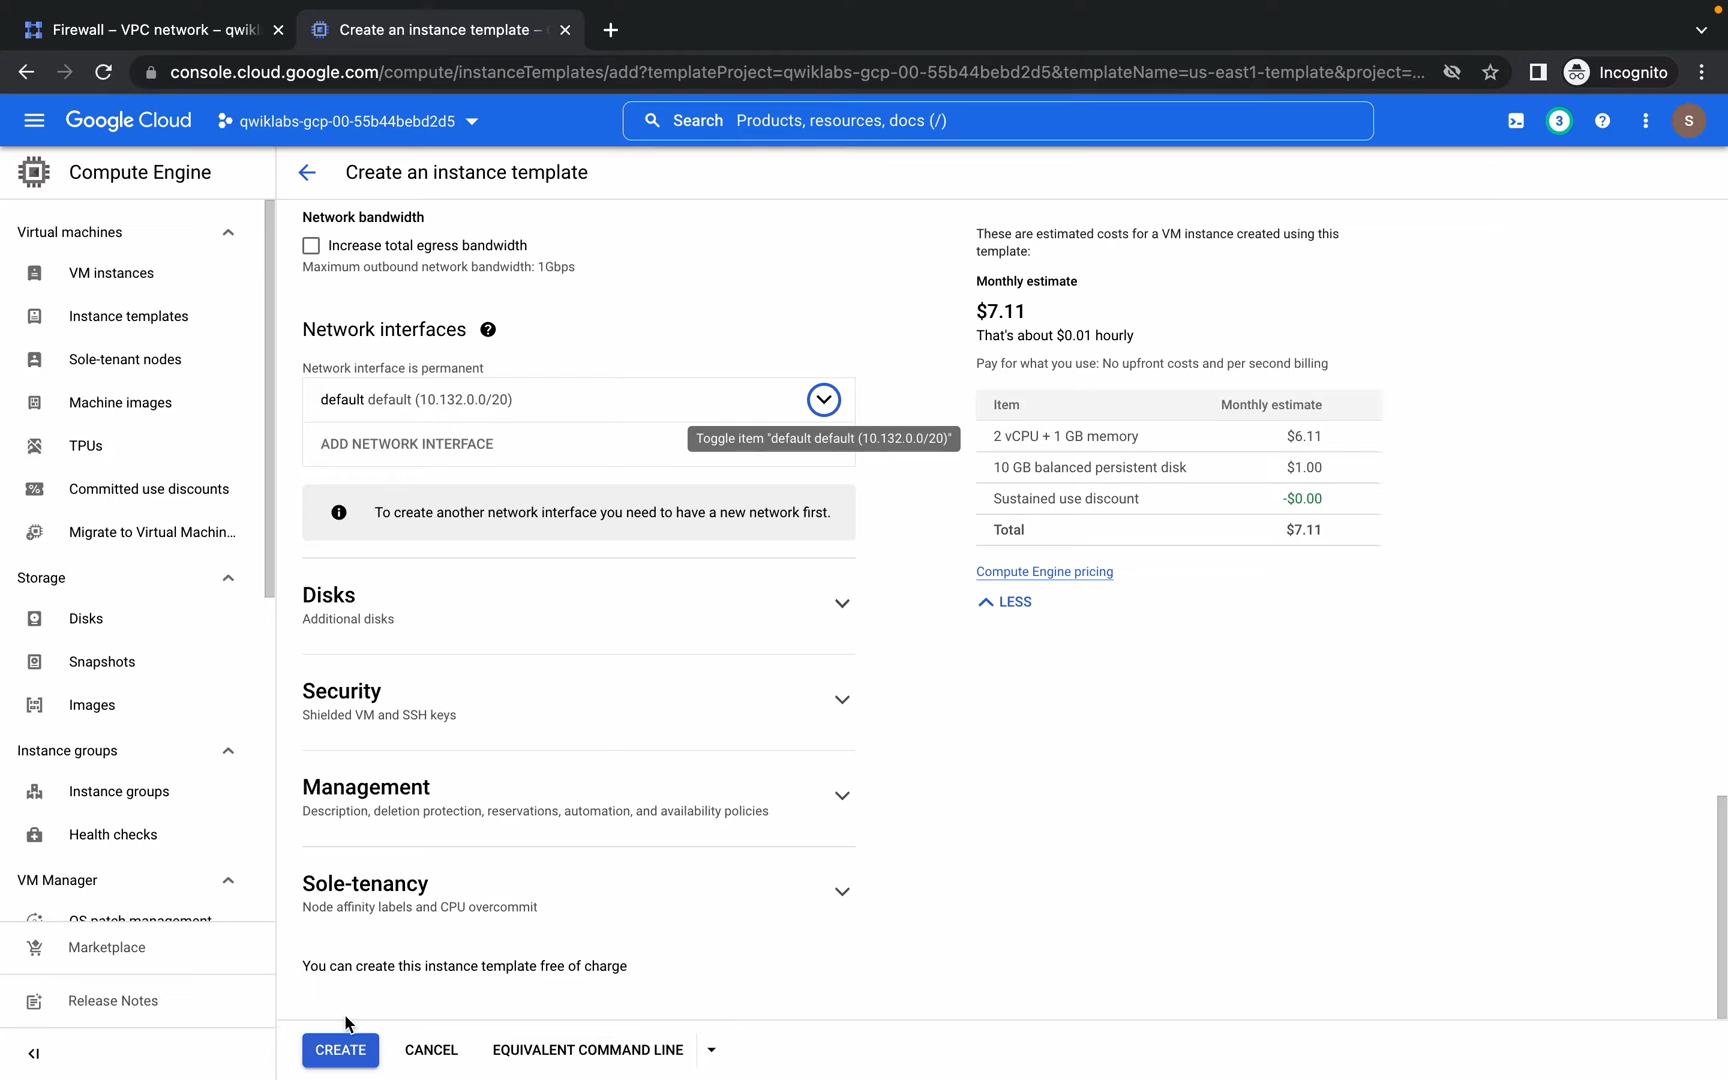 Firewall – VPC network – qwikl
Create an instance template –
console.cloud.google.com/compute/instanceTemplates/add?templateProject=qwiklabs-gcp-00-55b44bebd2d5&templateName=us-east1-template&project=...
Incognito
Google Cloud
qwiklabs-gcp-00-55b44bebd2d5
Search Products, resources, docs (/)
3
S
Compute Engine
Create an instance template
Virtual machines
VM instances
Instance templates
Sole-tenant nodes
Machine images
TPUs
Committed use discounts
Migrate to Virtual Machin...
Storage
Disks
Snapshots
Images
Instance groups
Instance groups
Health checks
VM Manager
OS patch management
Marketplace
Release Notes
Network bandwidth
Increase total egress bandwidth
Maximum outbound network bandwidth: 1Gbps
Network interfaces
Network interface is permanent
default default (10.132.0.0/20)
Toggle item "default default (10.132.0.0/20)"
ADD NETWORK INTERFACE
To create another network interface you need to have a new network first.
Disks
Additional disks
Security
Shielded VM and SSH keys
Management
Description, deletion protection, reservations, automation, and availability policies
Sole-tenancy
Node affinity labels and CPU overcommit
You can create this instance template free of charge
CREATE CANCEL EQUIVALENT COMMAND LINE
These are estimated costs for a VM instance created using this
template:
Monthly estimate
$7.11
That's about $0.01 hourly
Pay for what you use: No upfront costs and per second billing
Item Monthly estimate
2 vCPU + 1 GB memory $6.11
10 GB balanced persistent disk $1.00
Sustained use discount -$0.00
Total $7.11
Compute Engine pricing
LESS